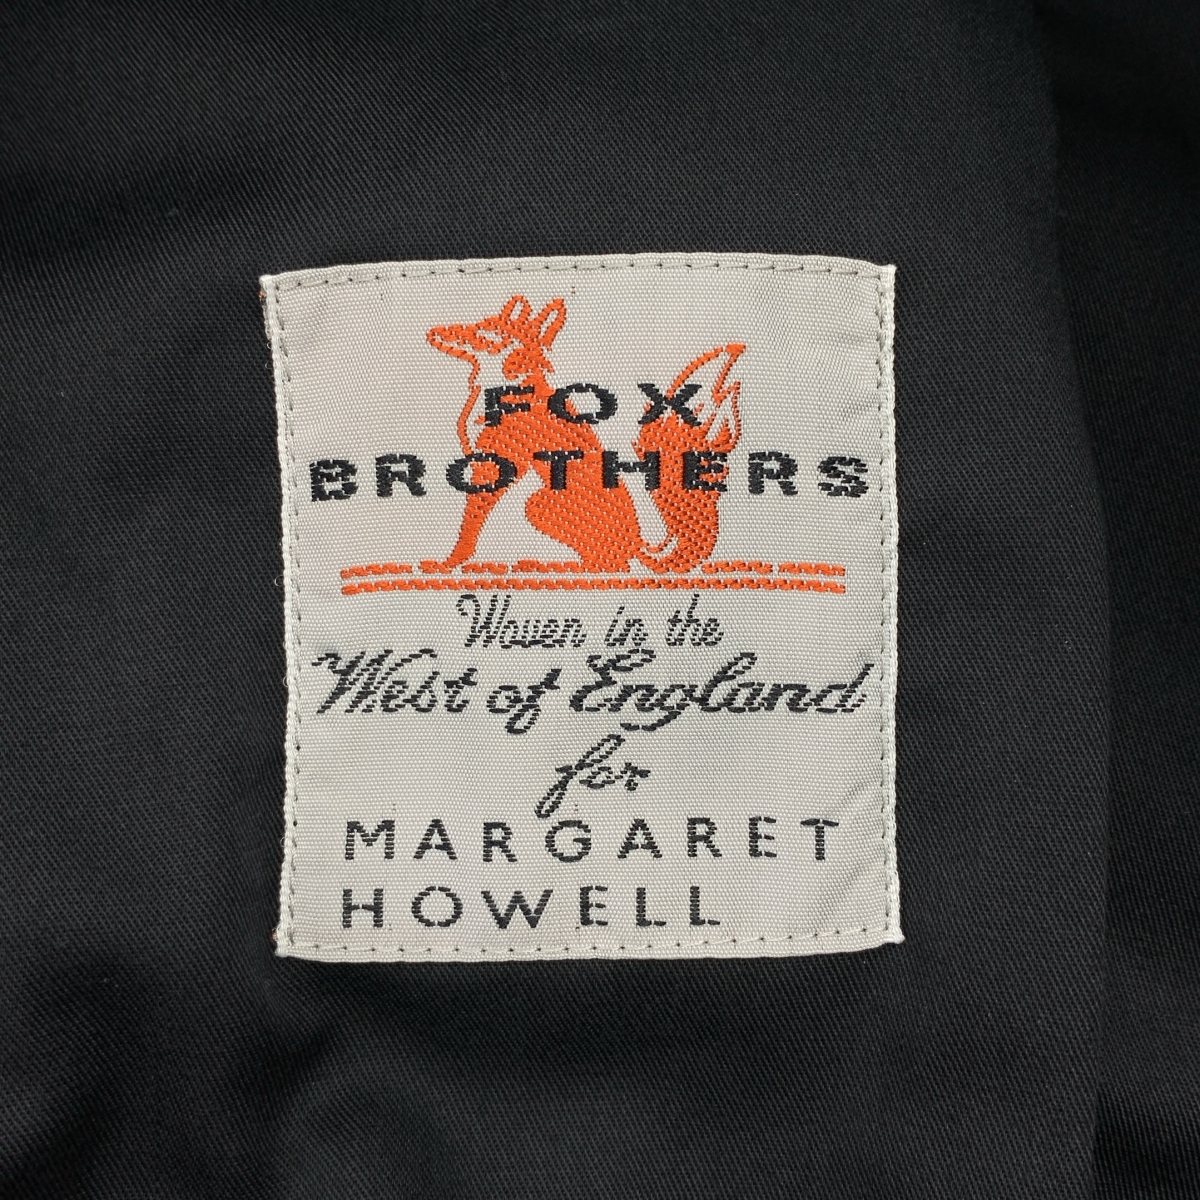 FOX
BROTHERS
Woven in the
West of England
for
MARGARET
HOWELL